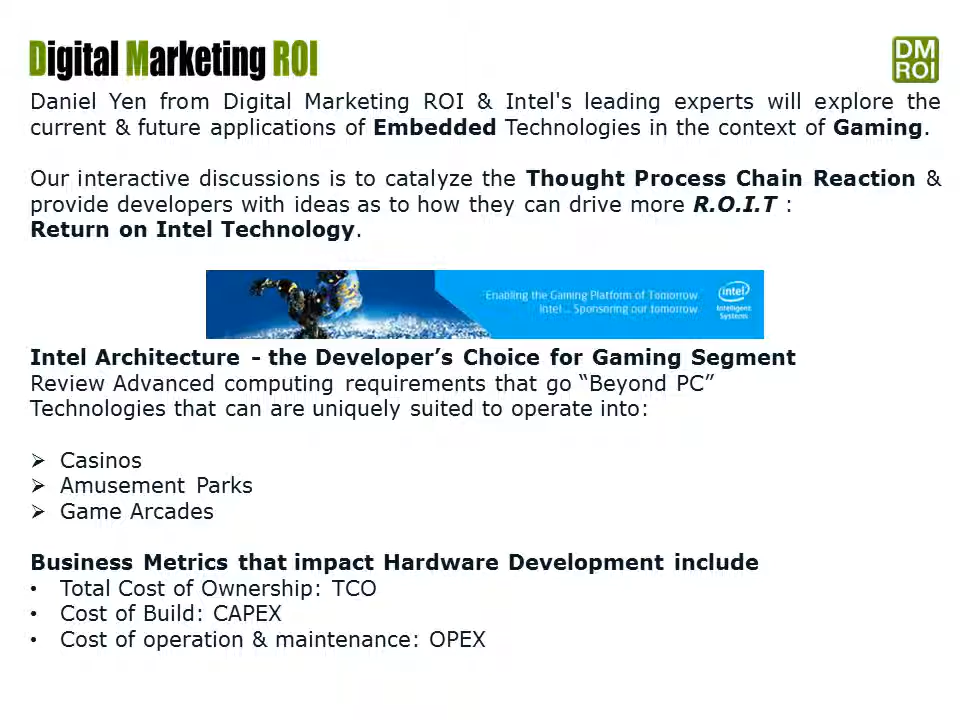 Digital Marketing ROI
DM
ROI
Daniel Yen from Digital Marketing ROI & Intel's leading experts will explore the
current & future applications of Embedded Technologies in the context of Gaming.
Our interactive discussions is to catalyze the Thought Process Chain Reaction &
provide developers with ideas as to how they can drive more R.O.I.T :
Return on Intel Technology.
Enabling the Gaming Platform of Tomorrow
Intel... Sponsoring our tomorrow
intel
Intelligent
Systems
Intel Architecture - the Developer’s Choice for Gaming Segment
Review Advanced computing requirements that go “Beyond PC”
Technologies that can are uniquely suited to operate into:
➢ Casinos
➢ Amusement Parks
➢ Game Arcades
Business Metrics that impact Hardware Development include
• Total Cost of Ownership: TCO
• Cost of Build: CAPEX
• Cost of operation & maintenance: OPEX